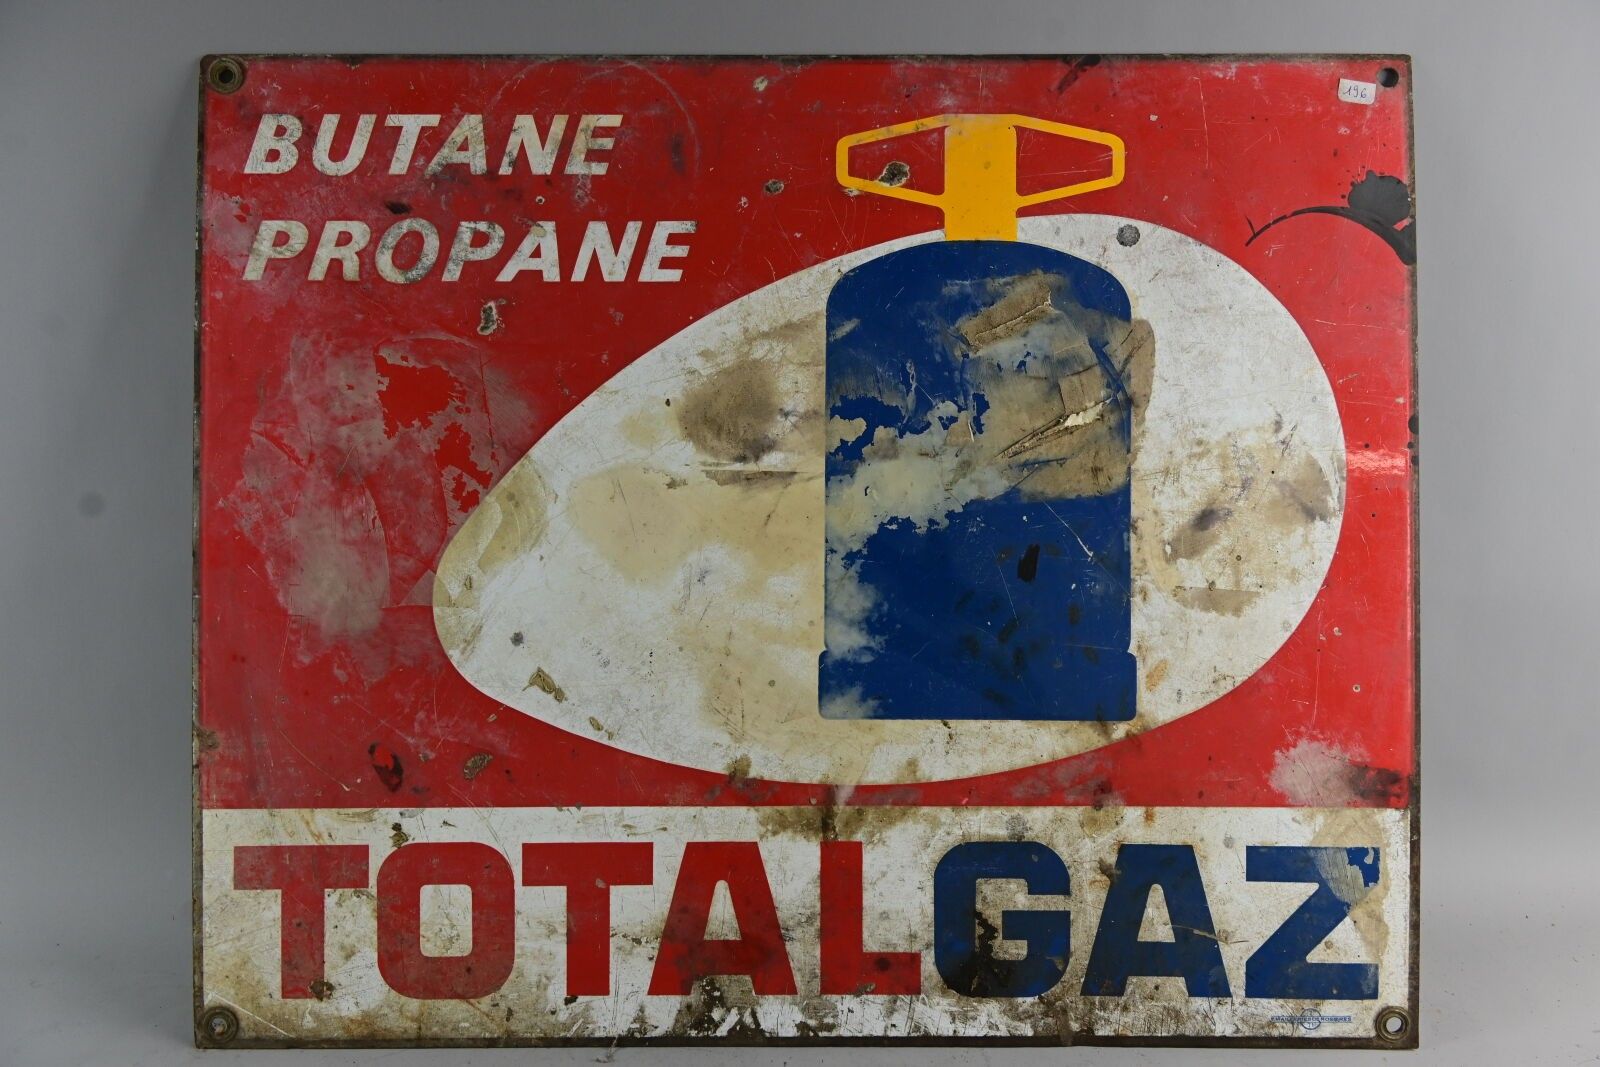 196
BUTANE
PROPANE
TOTALGAZ